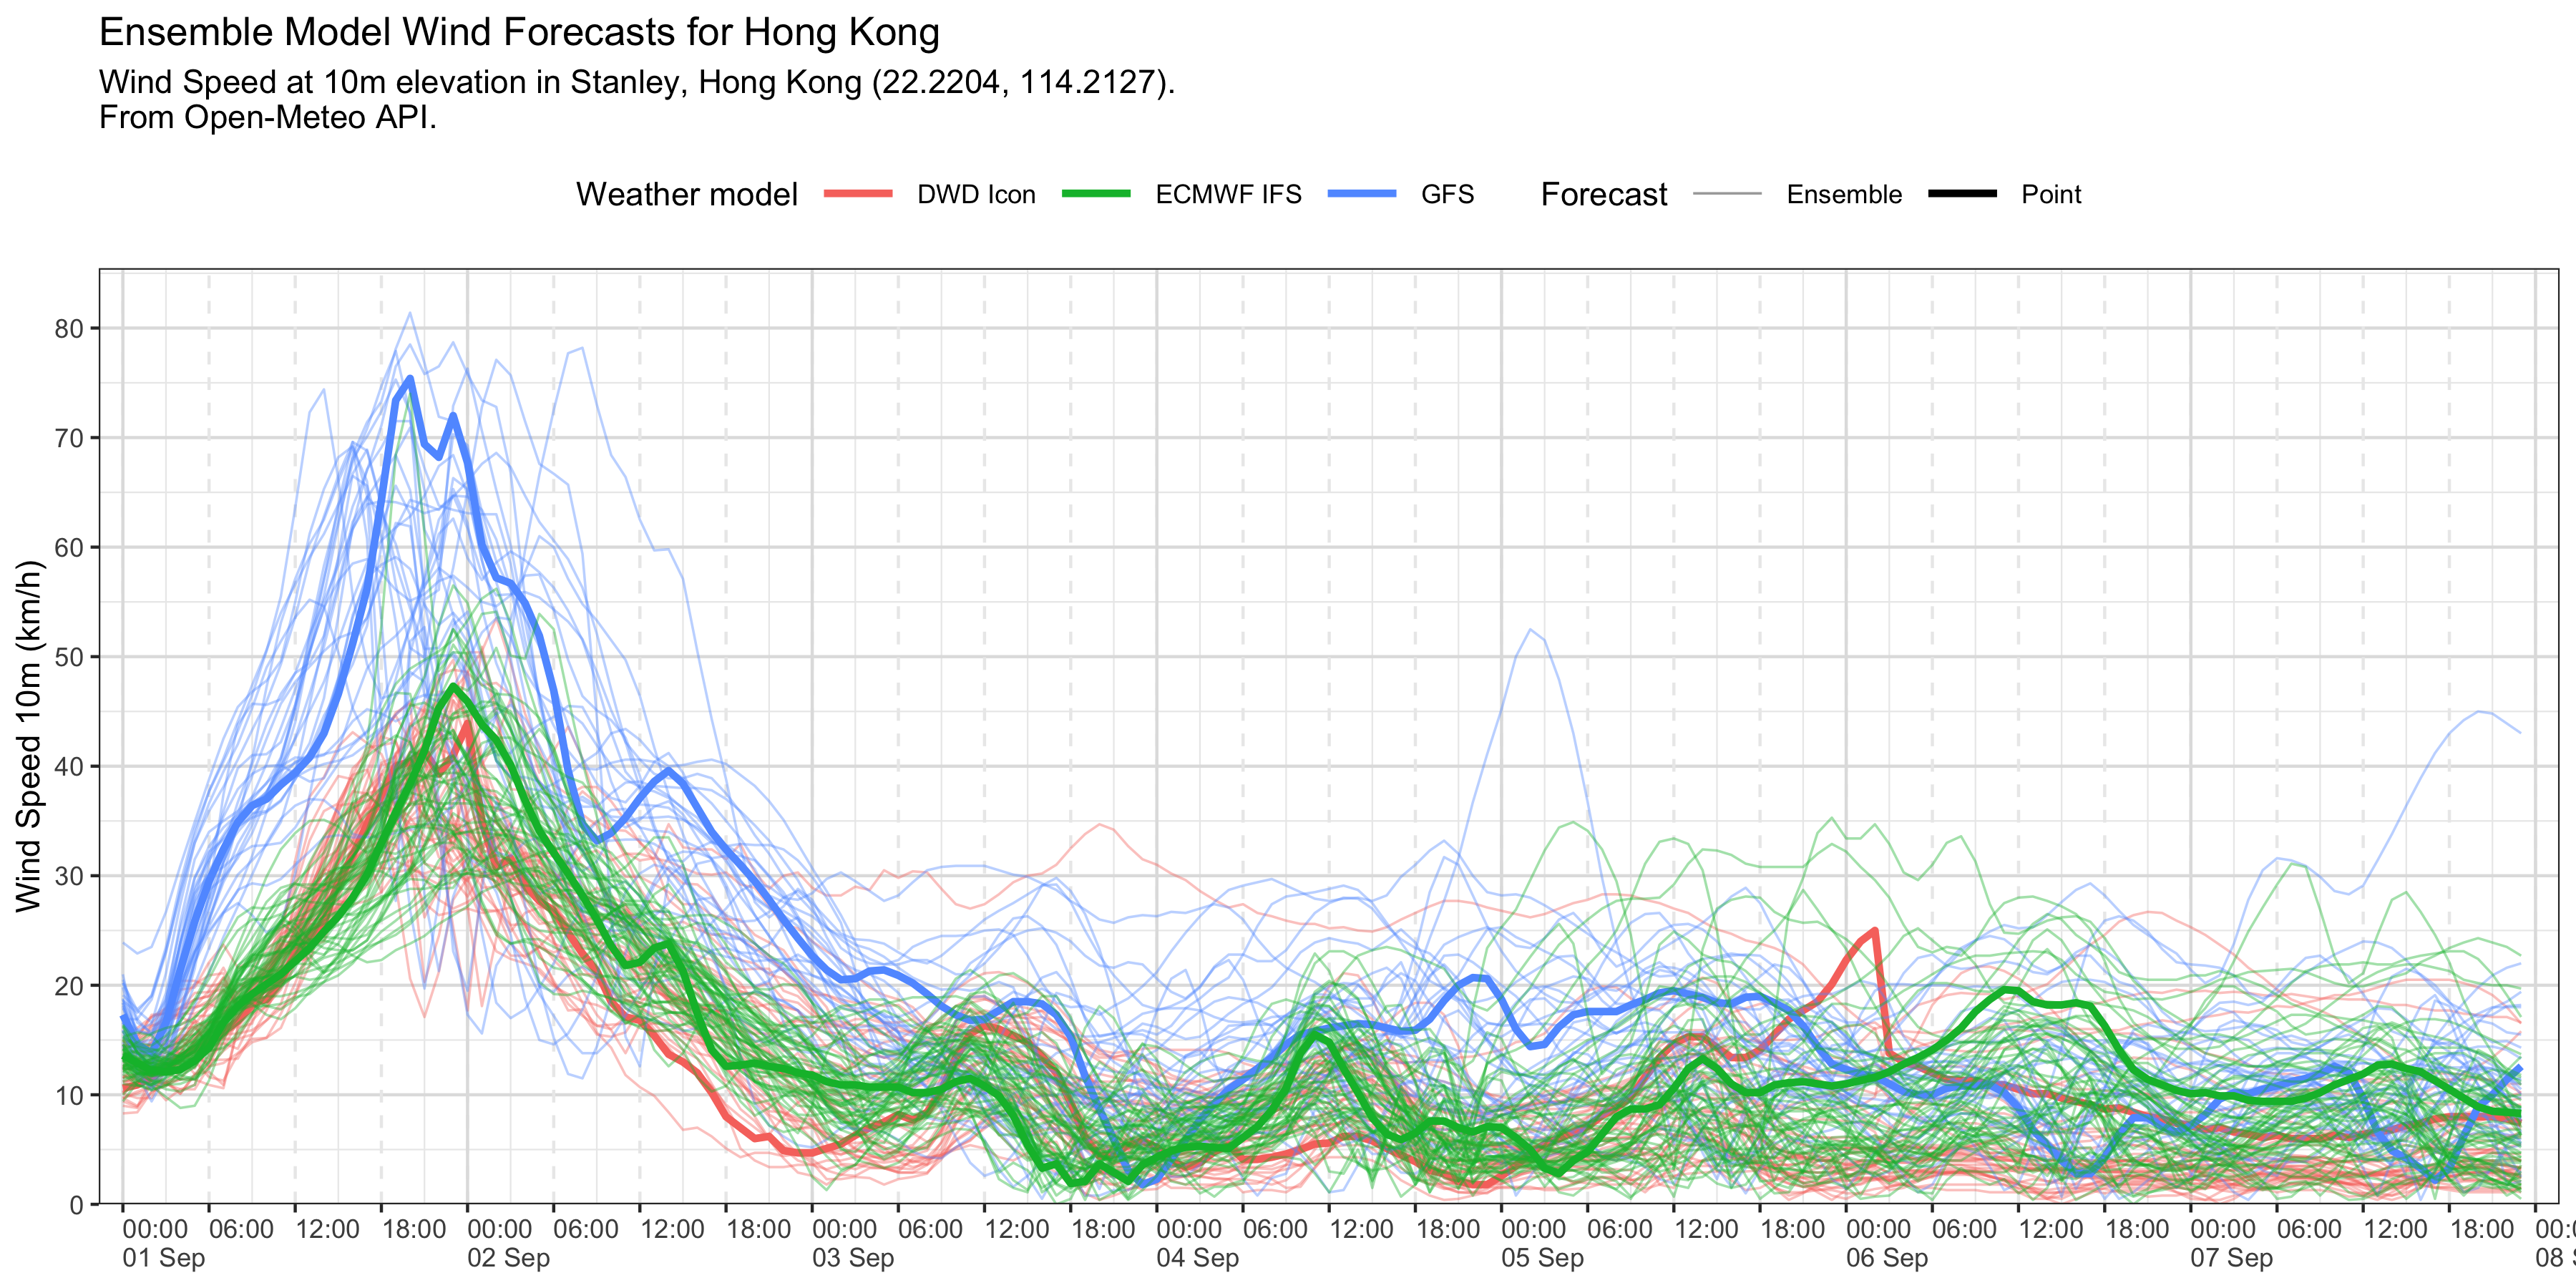 Ensemble Model Wind Forecasts for Hong Kong
Wind Speed at 10m elevation in Stanley, Hong Kong (22.2204, 114.2127).
From Open-Meteo API.
Weather model DWD Icon ECMWF IFS GFS Forecast Ensemble Point
Wind Speed 10m (km/h)
80
70
60
50
40
30
20
10
0
00:00 06:00 12:00 18:00 00:00 06:00 12:00 18:00 00:00 06:00 12:00 18:00 00:00 06:00 12:00 18:00 00:00 06:00 12:00 18:00 00:00 06:00 12:00 18:00 00:00 06:00 12:00 18:00
01 Sep 02 Sep 03 Sep 04 Sep 05 Sep 06 Sep 07 Sep